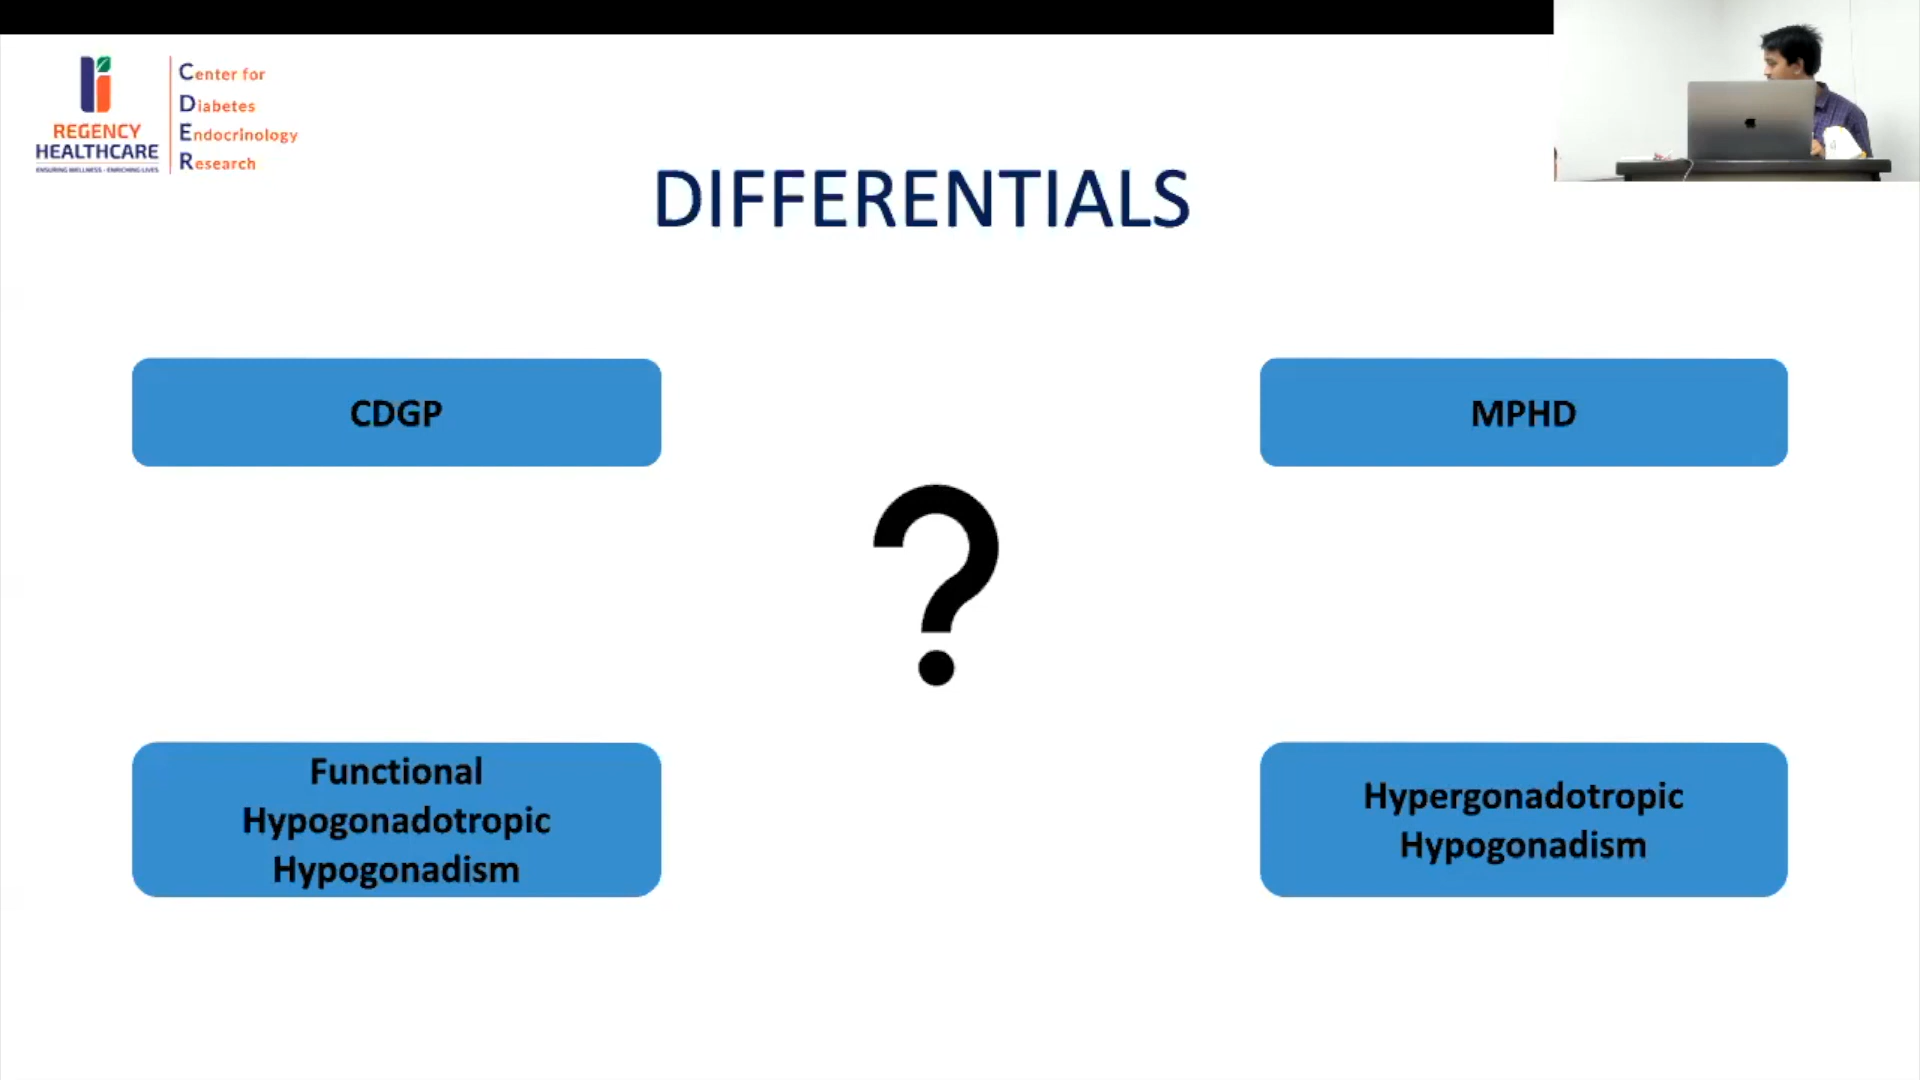 REGENCY
HEALTHCARE
ENSURING WELLNESS - ENRICHING LIVES
Center for
Diabetes
Endocrinology
Research
DIFFERENTIALS
CDGP
MPHD
?
Functional
Hypogonadotropic
Hypogonadism
Hypergonadotropic
Hypogonadism